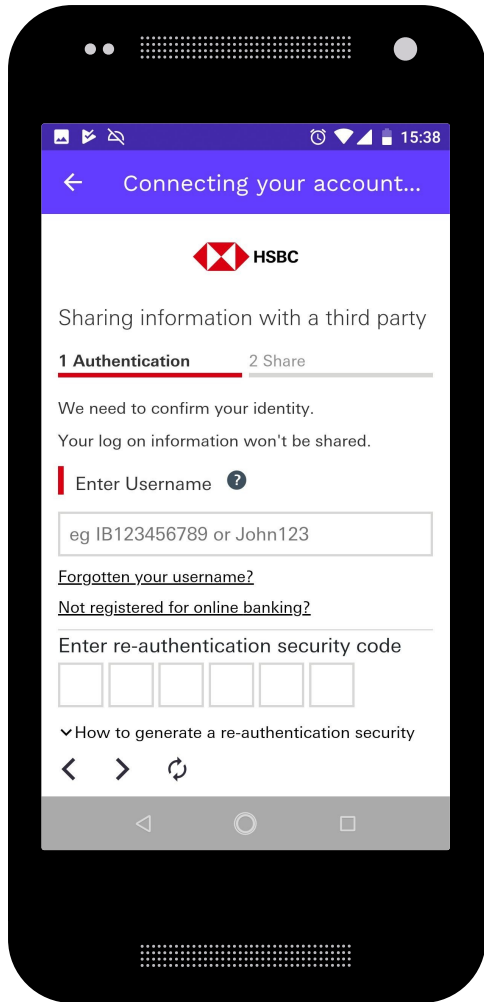 15:38
Connecting your account...
HSBC
Sharing information with a third party
1 Authentication 2 Share
We need to confirm your identity.
Your log on information won't be shared.
Enter Username ?
eg IB123456789 or John123
Forgotten your username?
Not registered for online banking?
Enter re-authentication security code
How to generate a re-authentication security